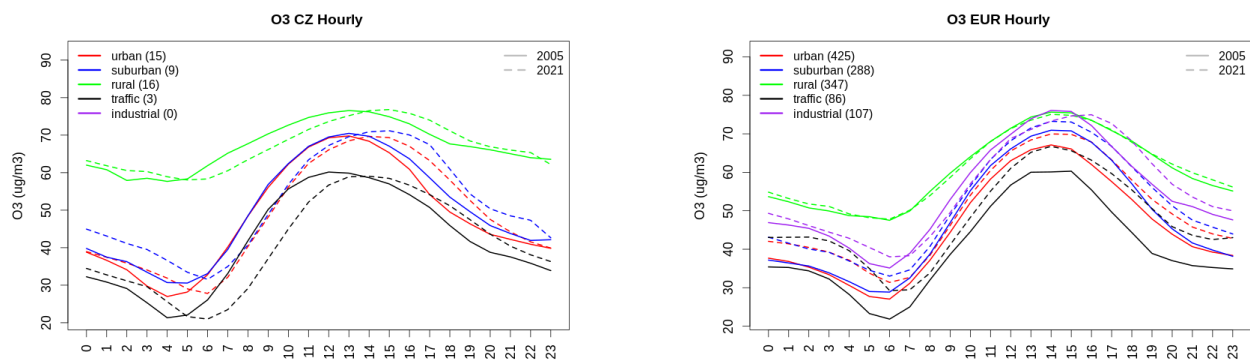 O3 CZ Hourly
O3 (ug/m3)
90
80
70
60
50
40
30
20
urban (15)
suburban (9)
rural (16)
traffic (3)
industrial (0)
2005
2021
0 1 2 3 4 5 6 7 8 9 10 11 12 13 14 15 16 17 18 19 20 21 22 23
O3 EUR Hourly
O3 (ug/m3)
90
80
70
60
50
40
30
20
urban (425)
suburban (288)
rural (347)
traffic (86)
industrial (107)
2005
2021
0 1 2 3 4 5 6 7 8 9 10 11 12 13 14 15 16 17 18 19 20 21 22 23